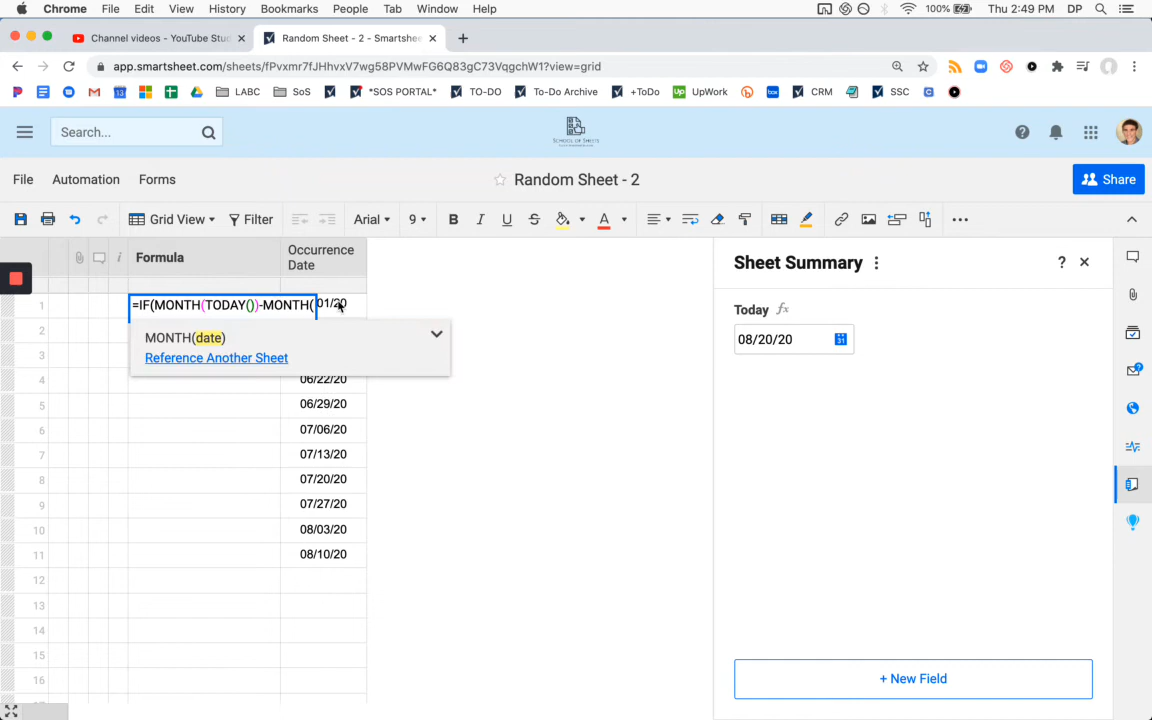 Chrome File Edit View History Bookmarks People Tab Window Help 100% Thu 2:49 PM DP
Channel videos - YouTube Stud Random Sheet - 2 - Smartshee
app.smartsheet.com/sheets/fPvxmr7fJHhvxV7wg58PVMwFG6Q83gC73VqgchW1?view=grid
LABC SoS *SOS PORTAL* TO-DO To-Do Archive +ToDo UpWork CRM SSC
Search...
SCHOOL OF SHEETS
File Automation Forms Random Sheet - 2 Share
Grid View Filter Arial 9 B I U S A
Formula Occurrence Date
Sheet Summary
1 =IF(MONTH(TODAY())-MONTH( 01/20
Today fx
08/20/20
2 MONTH(date)
3 Reference Another Sheet
4 06/22/20
5 06/29/20
6 07/06/20
7 07/13/20
8 07/20/20
9 07/27/20
10 08/03/20
11 08/10/20
12
13
14
15
16
+ New Field